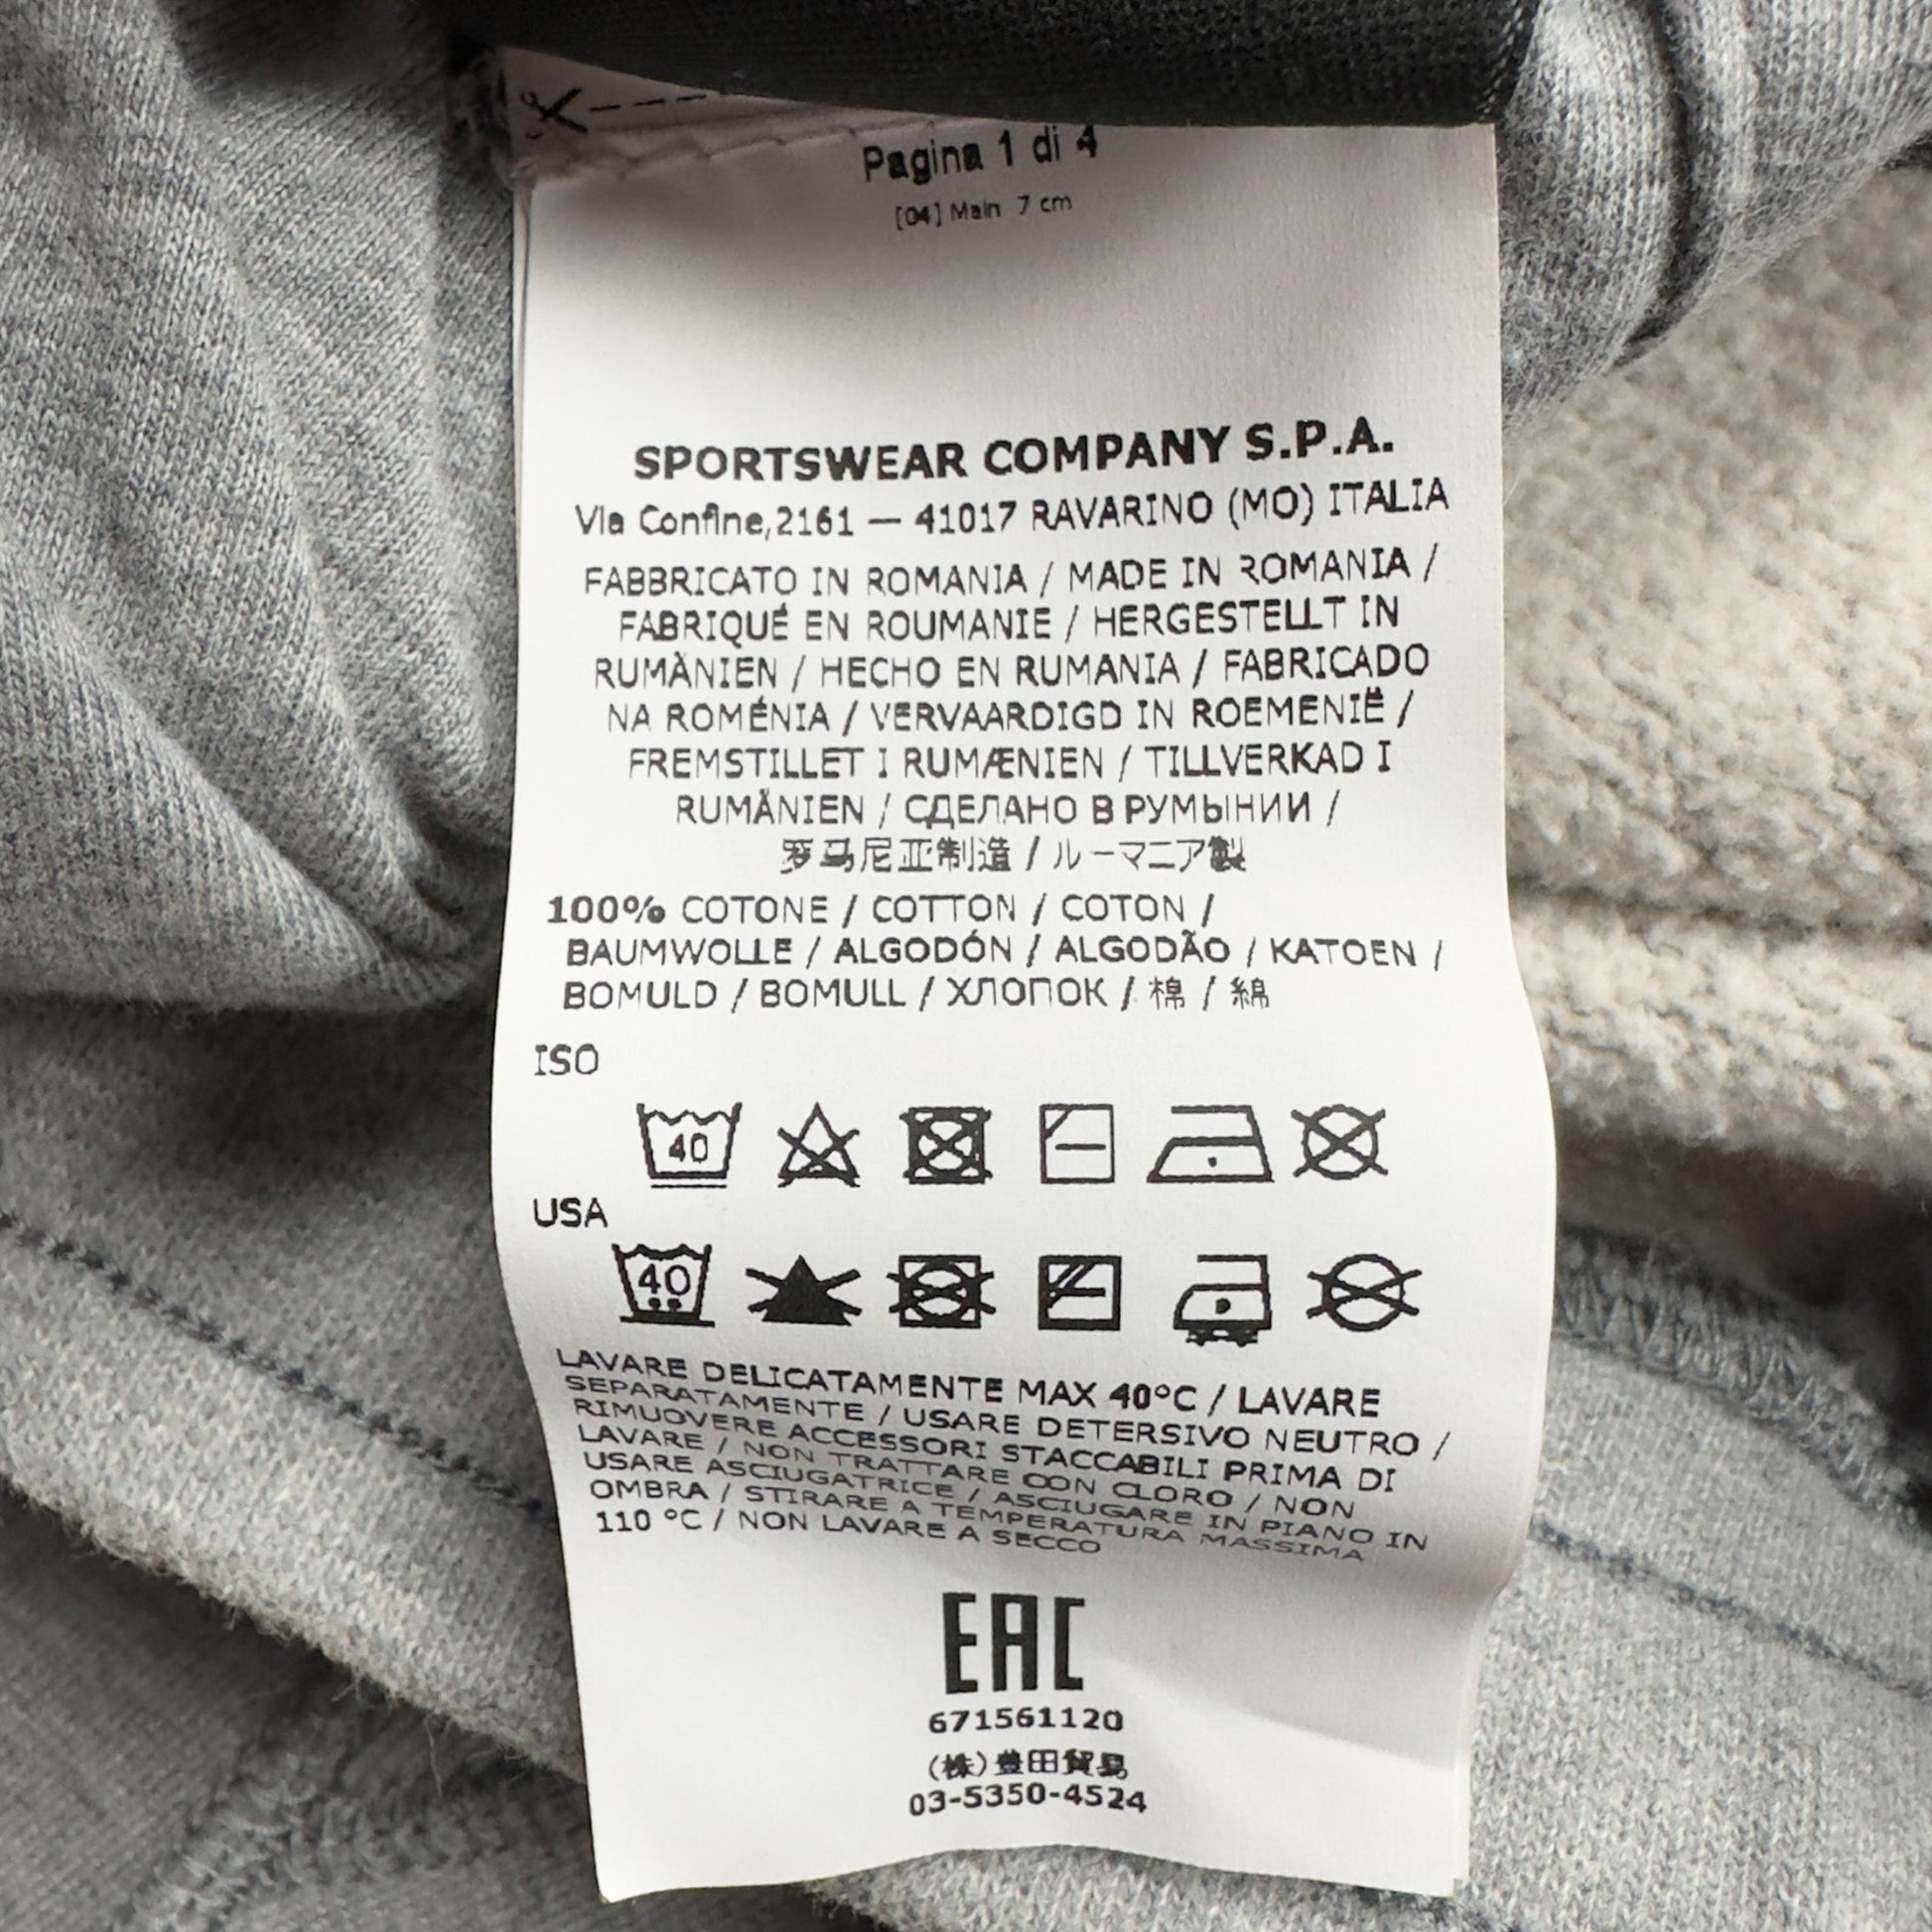 Pagina 1 di 4
[04] Main 7 cm
SPORTSWEAR COMPANY S.P.A.
Via Confine,2161 — 41017 RAVARINO (MO) ITALIA
FABBRICATO IN ROMANIA / MADE IN ROMANIA /
FABRIQUÉ EN ROUMANIE / HERGESTELLT IN
RUMÄNIEN / HECHO EN RUMANIA / FABRICADO
NA ROMÉNIA / VERVAARDIGD IN ROEMENIË /
FREMSTILLET I RUMÆNIEN / TILLVERKAD I
RUMÄNIEN / СДЕЛАНО В РУМЫНИИ /
罗马尼亚制造 / ルーマニア製
100% COTONE / COTTON / COTON /
BAUMWOLLE / ALGODÓN / ALGODÃO / KATOEN /
BOMULD / BOMULL / ХЛОПОК / 棉 / 綿
ISO
40
USA
40
LAVARE DELICATAMENTE MAX 40°C / LAVARE
SEPARATAMENTE / USARE DETERSIVO NEUTRO /
RIMUOVERE ACCESSORI STACCABILI PRIMA DI
LAVARE / NON TRATTARE CON CLORO / NON
USARE ASCIUGATRICE / ASCIUGARE IN PIANO IN
OMBRA / STIRARE A TEMPERATURA MASSIMA
110 °C / NON LAVARE A SECCO
EAC
671561120
(株)豊田貿易
03-5350-4524